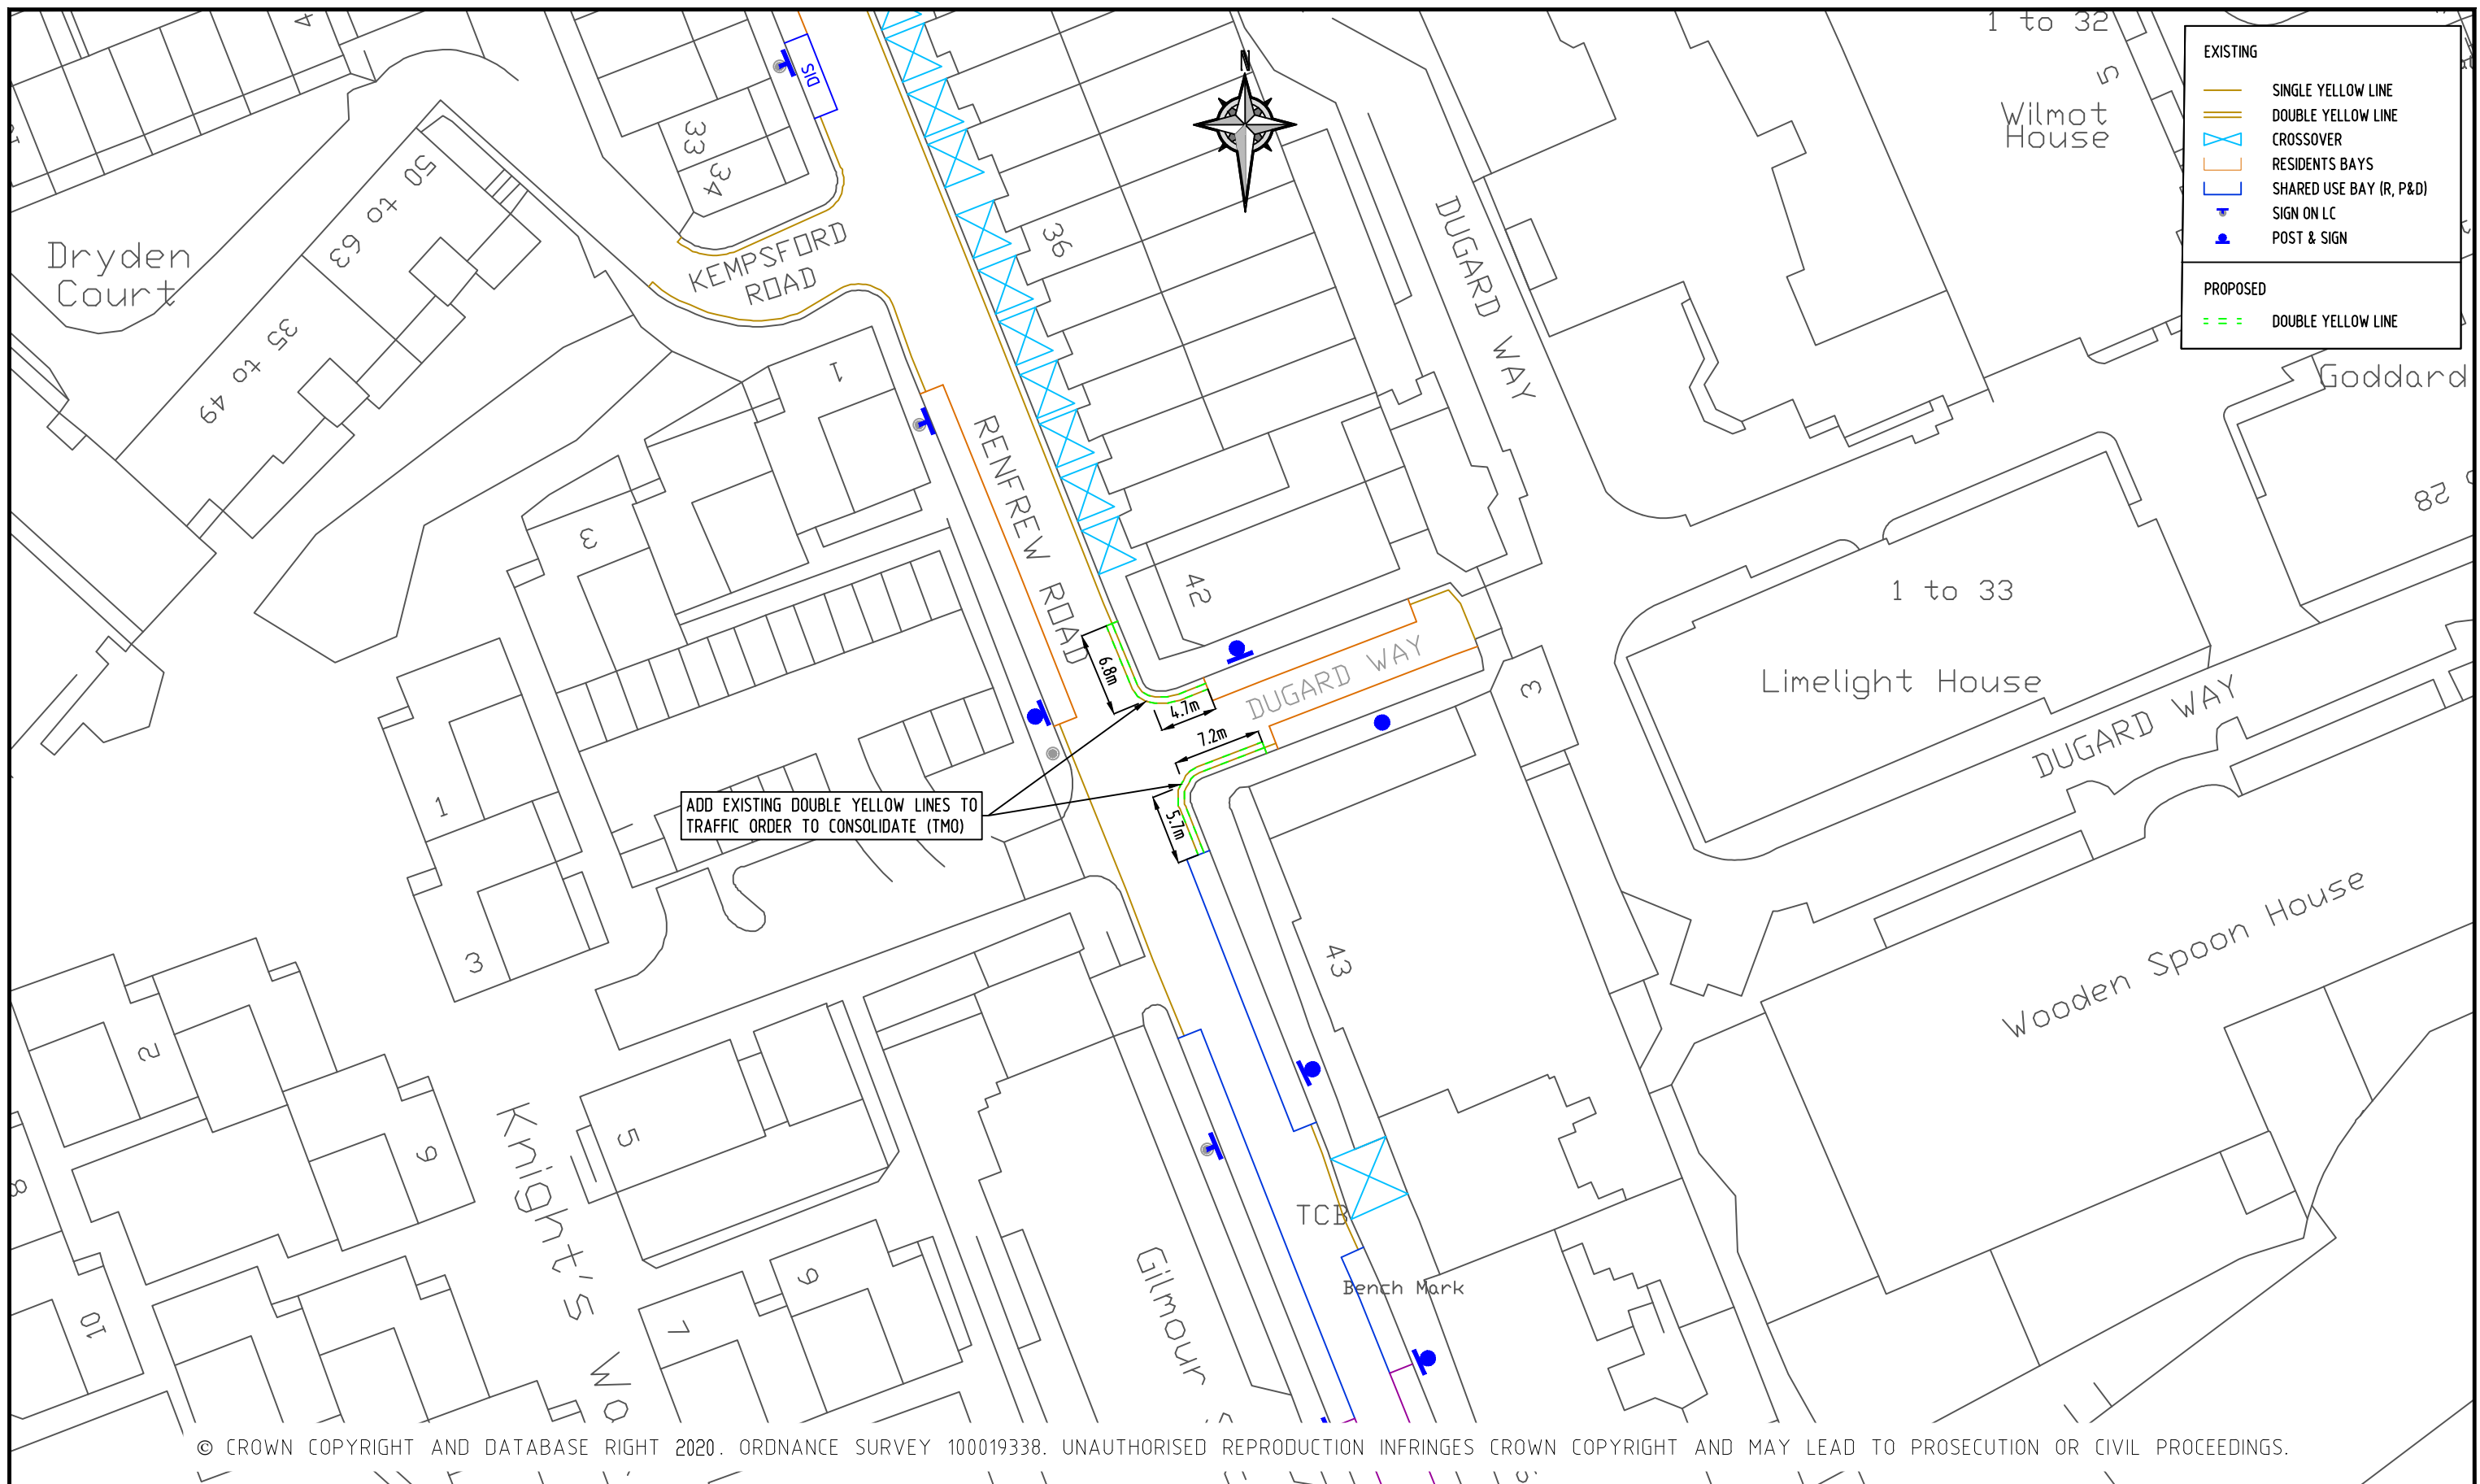 1 to 32
5
Wilmot
House
EXISTING
SINGLE YELLOW LINE
DOUBLE YELLOW LINE
CROSSOVER
RESIDENTS BAYS
SHARED USE BAY (R, P&D)
SIGN ON LC
POST & SIGN
PROPOSED
DOUBLE YELLOW LINE
N
4
DIS
33
34
50 to 63
35 to 49
Dryden
Court
KEMPSFORD
ROAD
36
DUGARD WAY
Goddard
28
1
3
RENFREW ROAD
42
1 to 33
Limelight House
DUGARD WAY
6.8m
4.7m
DUGARD WAY
7.2m
5.7m
3
ADD EXISTING DOUBLE YELLOW LINES TO
TRAFFIC ORDER TO CONSOLIDATE (TMO)
1
3
43
Wooden Spoon House
2
5
9
8
10
Knight's
TCB
Bench Mark
9
7
Gilmour
© CROWN COPYRIGHT AND DATABASE RIGHT 2020. ORDNANCE SURVEY 100019338. UNAUTHORISED REPRODUCTION INFRINGES CROWN COPYRIGHT AND MAY LEAD TO PROSECUTION OR CIVIL PROCEEDINGS.